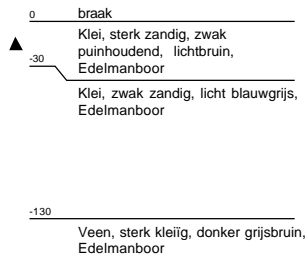 0 braak
Klei, sterk zandig, zwak
puinhoudend, lichtbruin,
Edelmanboor
-30
Klei, zwak zandig, licht blauwgrijs,
Edelmanboor
-130
Veen, sterk kleiïg, donker grijsbruin,
Edelmanboor